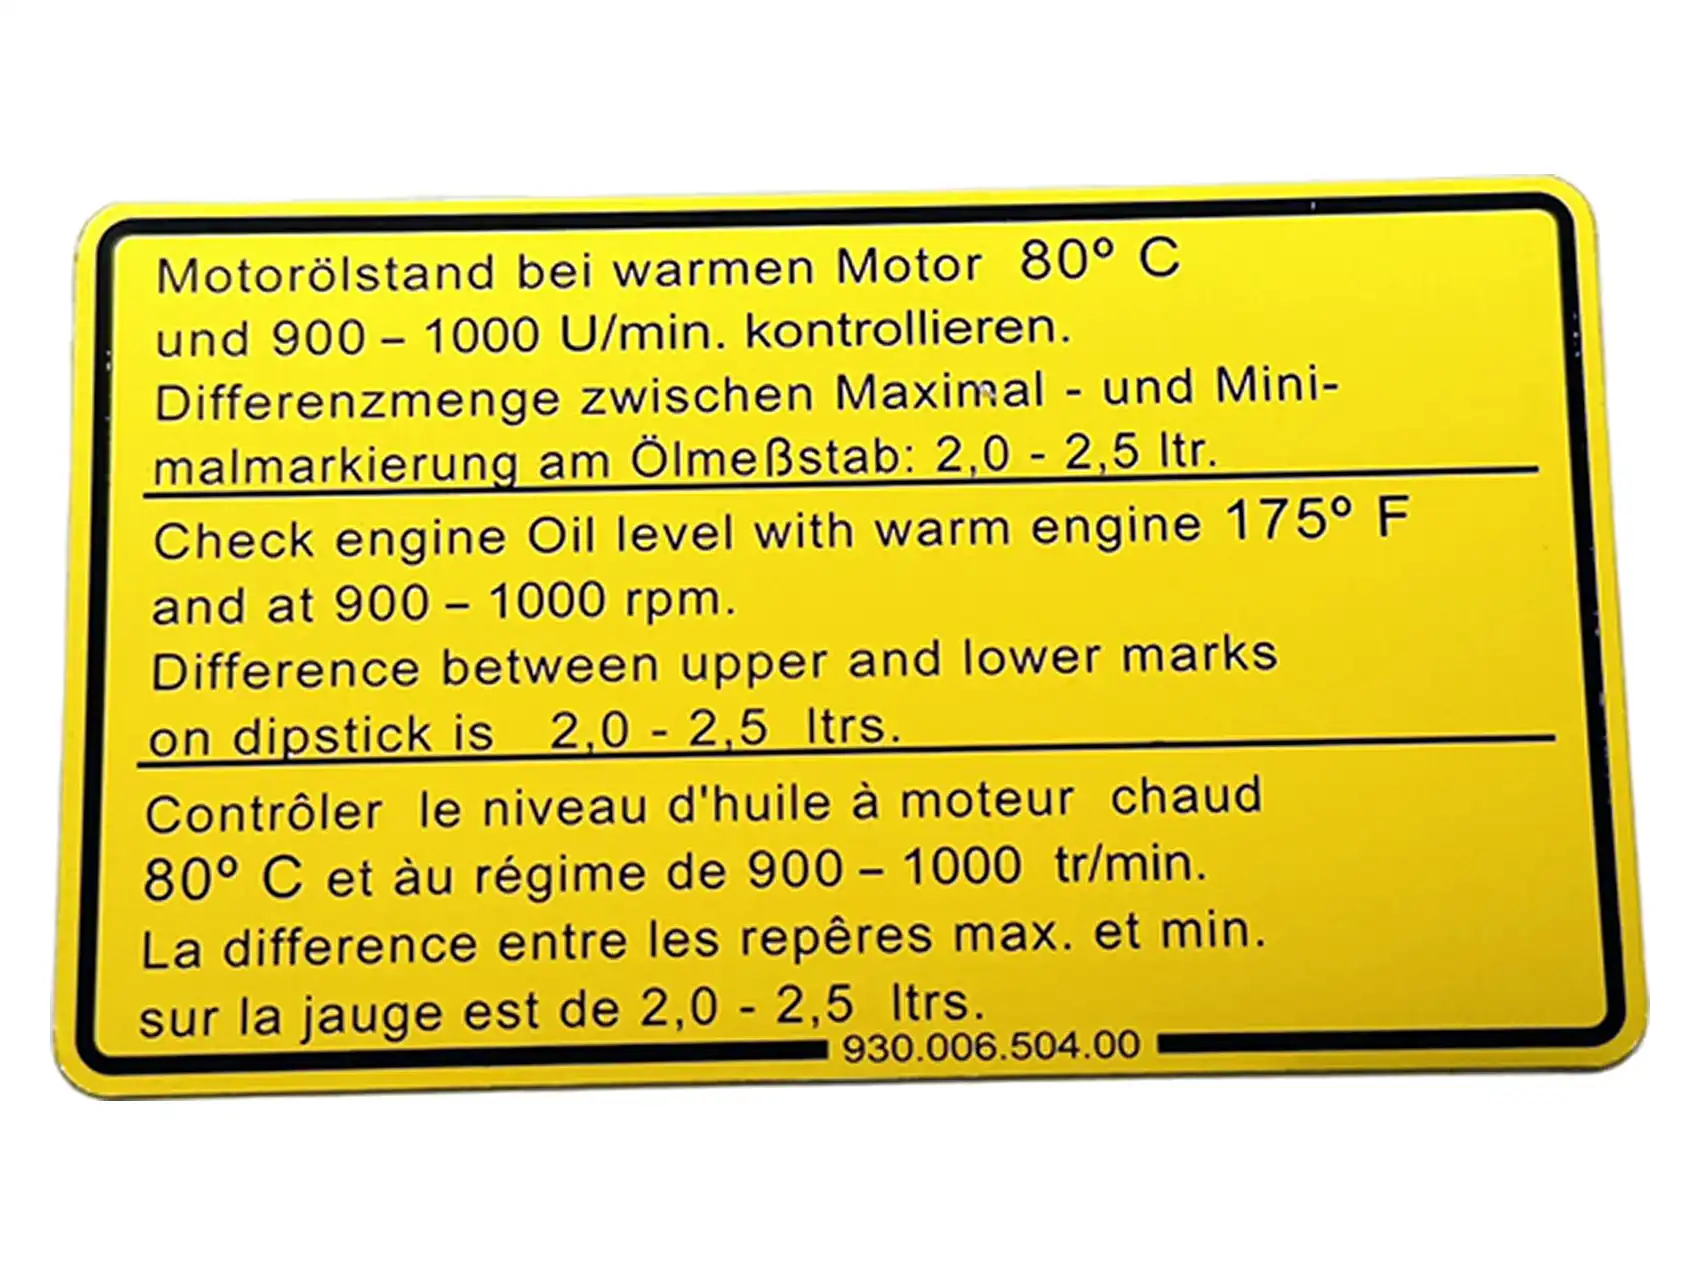 Motorölstand bei warmen Motor 80º C
und 900 – 1000 U/min. kontrollieren.
Differenzmenge zwischen Maximal - und Mini-
malmarkierung am Ölmeßstab: 2,0 - 2,5 ltr.
Check engine Oil level with warm engine 175º F
and at 900 – 1000 rpm.
Difference between upper and lower marks
on dipstick is 2,0 - 2,5 ltrs.
Contrôler le niveau d'huile à moteur chaud
80º C et àu régime de 900 – 1000 tr/min.
La difference entre les repêres max. et min.
sur la jauge est de 2,0 - 2,5 ltrs.
930.006.504.00